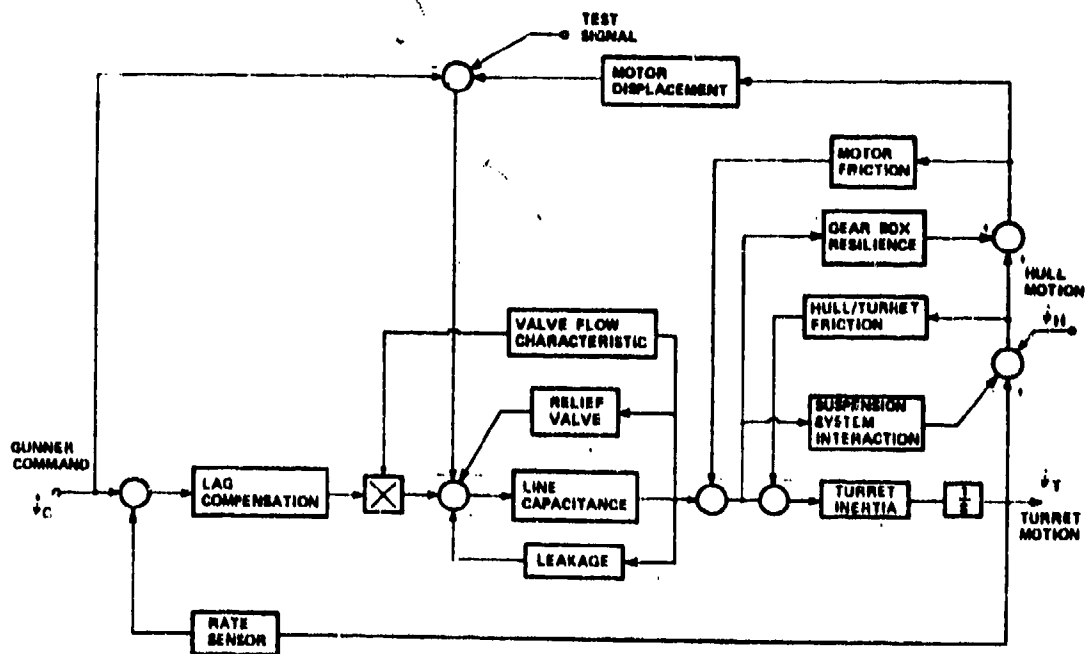 TEST
SIGNAL
MOTOR
DISPLACEMENT
MOTOR
FRICTION
GEAR BOX
RESILIENCE
HULL
MOTION
HULL/TURRET
FRICTION
VALVE FLOW
CHARACTERISTIC
RELIEF
VALVE
SUSPENSION
SYSTEM
INTERACTION
GUNNER
COMMAND
LAG
COMPENSATION
LINE
CAPACITANCE
TURRET
INERTIA
TURRET
MOTION
LEAKAGE
RATE
SENSOR